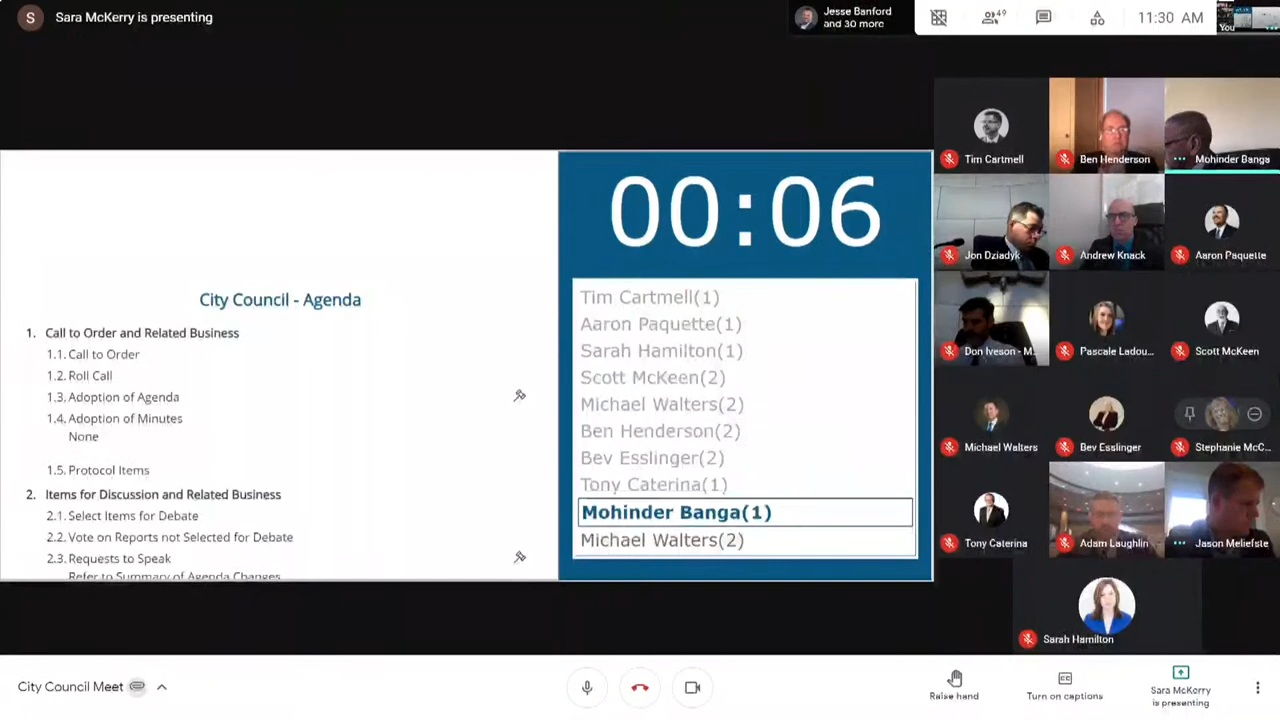 S
Sara McKerry is presenting
Jesse Banford
and 30 more
49
11:30 AM
You
City Council - Agenda
1. Call to Order and Related Business
1.1. Call to Order
1.2. Roll Call
1.3. Adoption of Agenda
1.4. Adoption of Minutes
None
1.5. Protocol Items
2. Items for Discussion and Related Business
2.1. Select Items for Debate
2.2. Vote on Reports not Selected for Debate
2.3. Requests to Speak
Refer to Summary of Agenda Changes
00:06
Tim Cartmell(1)
Aaron Paquette(1)
Sarah Hamilton(1)
Scott McKeen(2)
Michael Walters(2)
Ben Henderson(2)
Bev Esslinger(2)
Tony Caterina(1)
Mohinder Banga(1)
Michael Walters(2)
Tim Cartmell
Ben Henderson
Mohinder Banga
Jon Dziadyk
Andrew Knack
Aaron Paquette
Don Iveson - M...
Pascale Ladou...
Scott McKeen
Michael Walters
Bev Esslinger
Stephanie McC...
Tony Caterina
Adam Laughlin
Jason Meliefste
Sarah Hamilton
City Council Meet
Raise hand
Turn on captions
Sara McKerry
is presenting